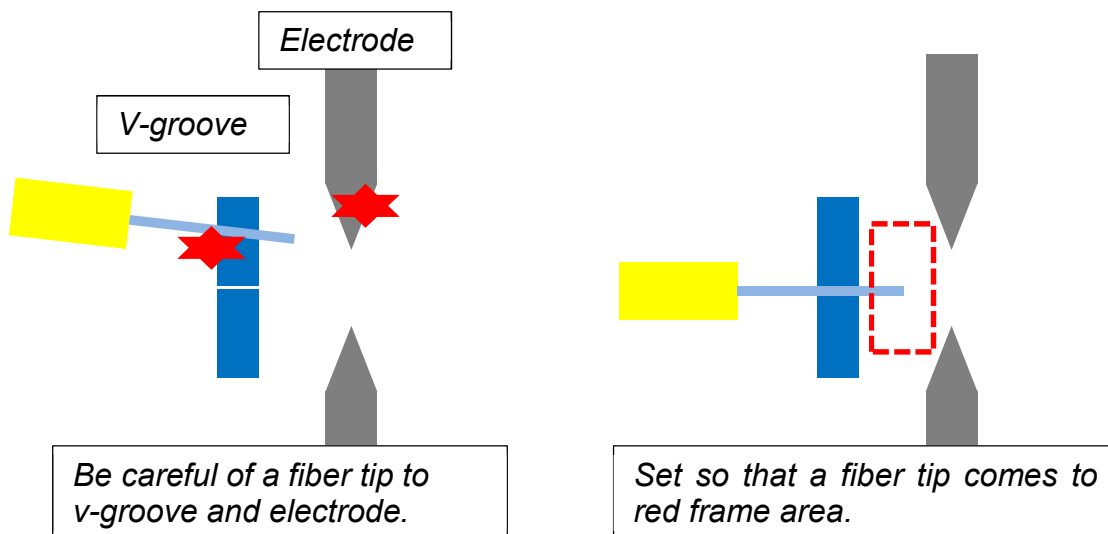 Electrode
V-groove
Be careful of a fiber tip to
v-groove and electrode.
Set so that a fiber tip comes to
red frame area.